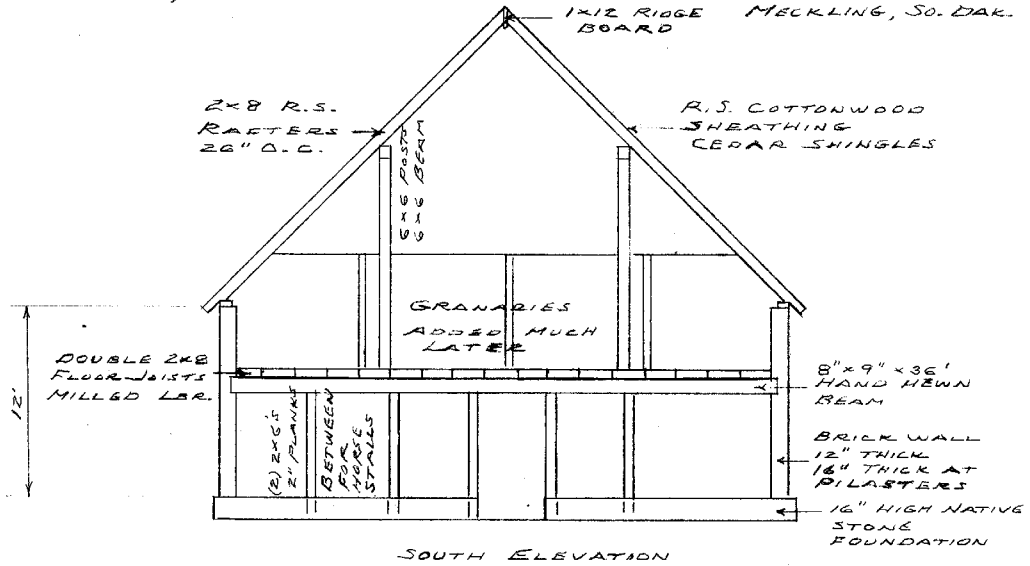 1x12 RIDGE
BOARD
MECKLING, SO. DAK.
2x8 R.S.
RAFTERS
26" O.C.
6x6 POSTS
6x6 BEAM
R.S. COTTONWOOD
SHEATHING
CEDAR SHINGLES
GRANARIES
ADDED MUCH
LATER
DOUBLE 2x8
FLOOR JOISTS
MILLED LBR.
12'
8" x 9" x 36'
HAND HEWN
BEAM
(2) 2x6's
2" PLANKS
BETWEEN
FOR
HORSE
STALLS
BRICK WALL
12" THICK
16" THICK AT
PILASTERS
16" HIGH NATIVE
STONE
FOUNDATION
SOUTH ELEVATION